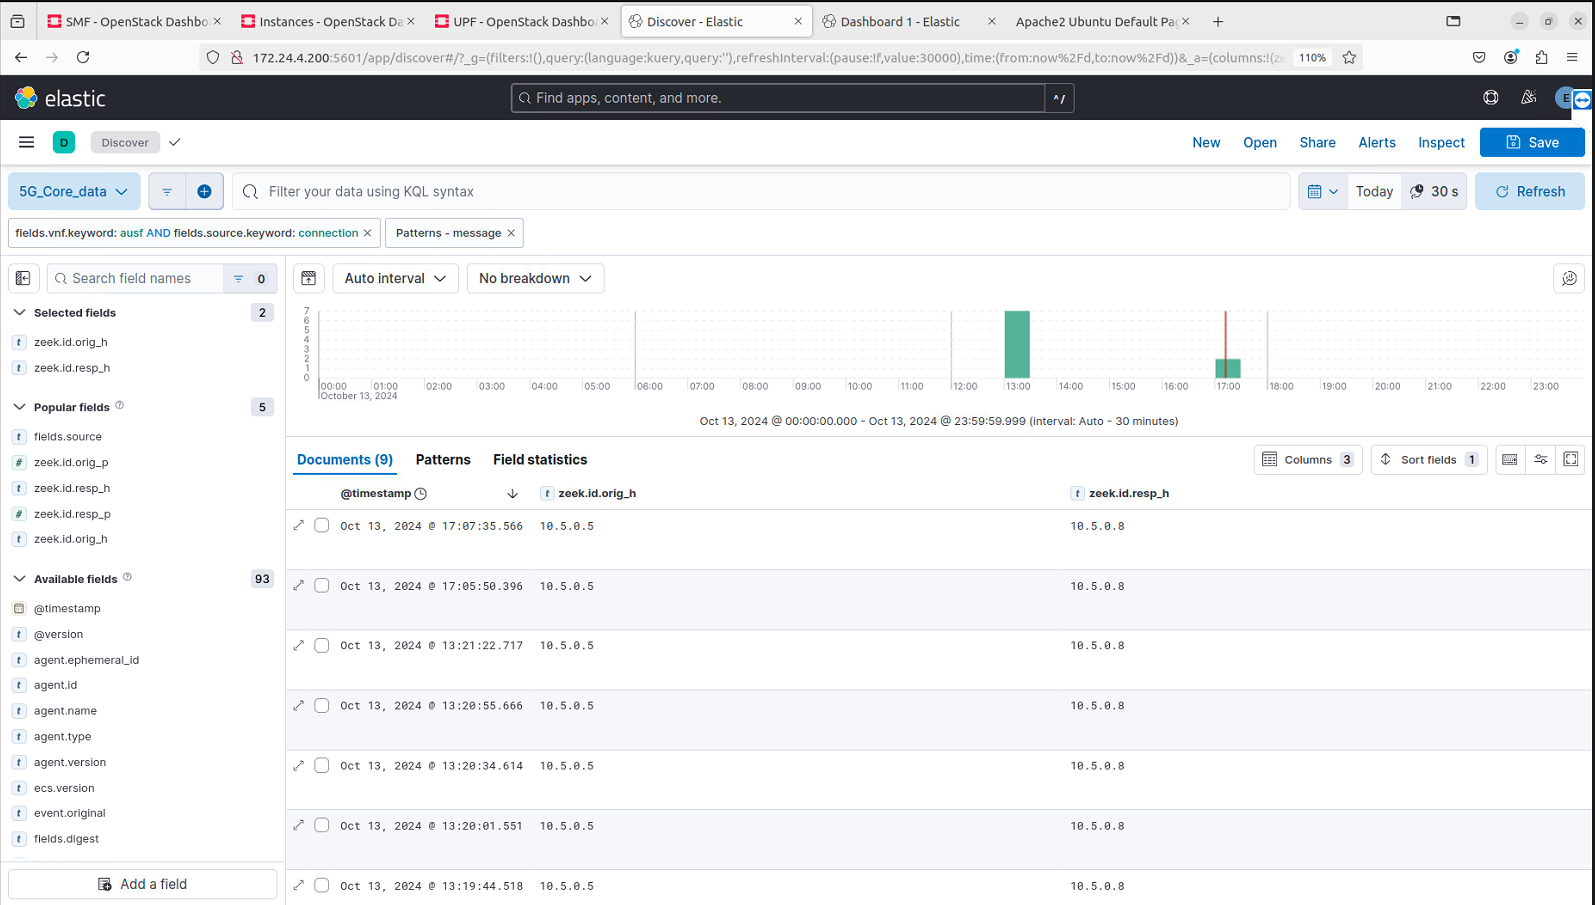 SMF - OpenStack Dashbo
Instances - OpenStack Da
UPF - OpenStack Dashboa
Discover - Elastic
Dashboard 1 - Elastic
Apache2 Ubuntu Default Pag
172.24.4.200:5601/app/discover#/?_g=(filters:!(),query:(language:kuery,query:''),refreshInterval:(pause:!f,value:30000),time:(from:now%2Fd,to:now%2Fd))&_a=(columns:!(ze
110%
elastic
Find apps, content, and more.
^/
E
D
Discover
New
Open
Share
Alerts
Inspect
Save
5G_Core_data
Filter your data using KQL syntax
Today
30 s
Refresh
fields.vnf.keyword: ausf AND fields.source.keyword: connection
Patterns - message
Search field names
0
Auto interval
No breakdown
Selected fields 2
t zeek.id.orig_h
t zeek.id.resp_h
Popular fields 5
t fields.source
# zeek.id.orig_p
t zeek.id.resp_h
# zeek.id.resp_p
t zeek.id.orig_h
Available fields 93
@timestamp
t @version
t agent.ephemeral_id
t agent.id
t agent.name
t agent.type
t agent.version
t ecs.version
t event.original
t fields.digest
Add a field
7
6
5
4
3
2
1
0
00:00 01:00 02:00 03:00 04:00 05:00 06:00 07:00 08:00 09:00 10:00 11:00 12:00 13:00 14:00 15:00 16:00 17:00 18:00 19:00 20:00 21:00 22:00 23:00
October 13, 2024
Oct 13, 2024 @ 00:00:00.000 - Oct 13, 2024 @ 23:59:59.999 (interval: Auto - 30 minutes)
Documents (9)
Patterns
Field statistics
Columns 3
Sort fields 1
@timestamp
t zeek.id.orig_h
t zeek.id.resp_h
Oct 13, 2024 @ 17:07:35.566 10.5.0.5 10.5.0.8
Oct 13, 2024 @ 17:05:50.396 10.5.0.5 10.5.0.8
Oct 13, 2024 @ 13:21:22.717 10.5.0.5 10.5.0.8
Oct 13, 2024 @ 13:20:55.666 10.5.0.5 10.5.0.8
Oct 13, 2024 @ 13:20:34.614 10.5.0.5 10.5.0.8
Oct 13, 2024 @ 13:20:01.551 10.5.0.5 10.5.0.8
Oct 13, 2024 @ 13:19:44.518 10.5.0.5 10.5.0.8